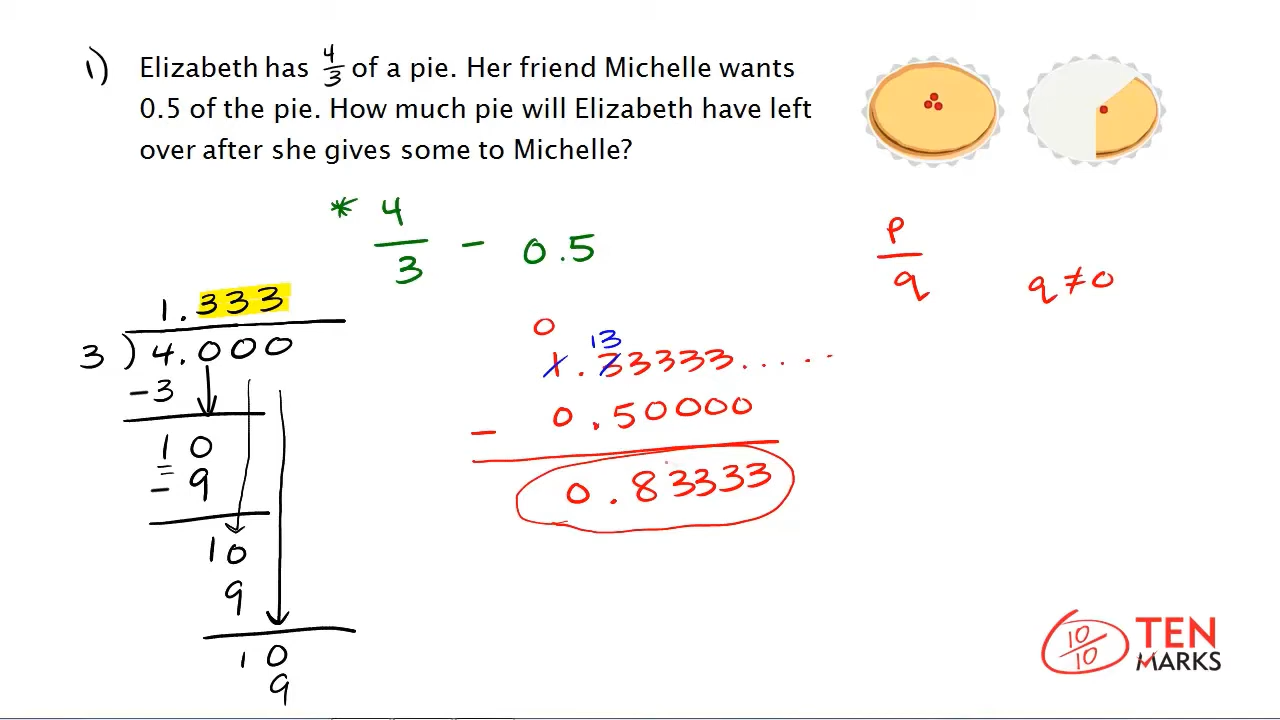 1) Elizabeth has 4/3 of a pie. Her friend Michelle wants
0.5 of the pie. How much pie will Elizabeth have left
over after she gives some to Michelle?
* 4/3 - 0.5
p/q
q ≠ 0
1.333
3 ) 4.000
-3
10
- 9
10
9
10
9
0 13
1.33333......
- 0.50000
0.83333
10/10 TEN
MARKS